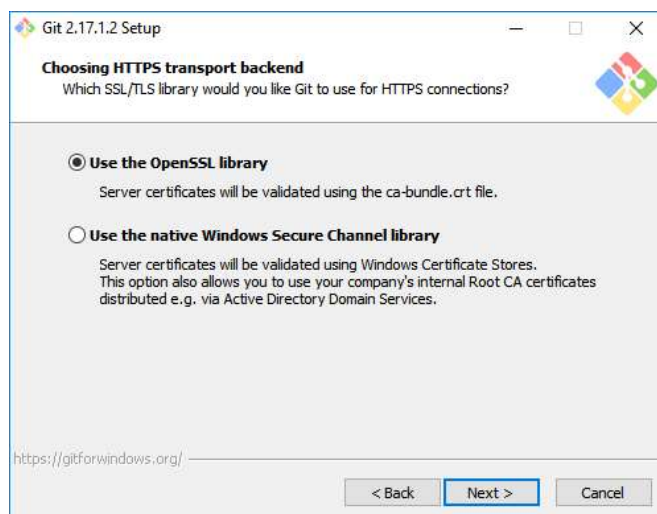 Git 2.17.1.2 Setup
Choosing HTTPS transport backend
Which SSL/TLS library would you like Git to use for HTTPS connections?
Use the OpenSSL library
Server certificates will be validated using the ca-bundle.crt file.
Use the native Windows Secure Channel library
Server certificates will be validated using Windows Certificate Stores.
This option also allows you to use your company's internal Root CA certificates
distributed e.g. via Active Directory Domain Services.
https://gitforwindows.org/
< Back Next > Cancel